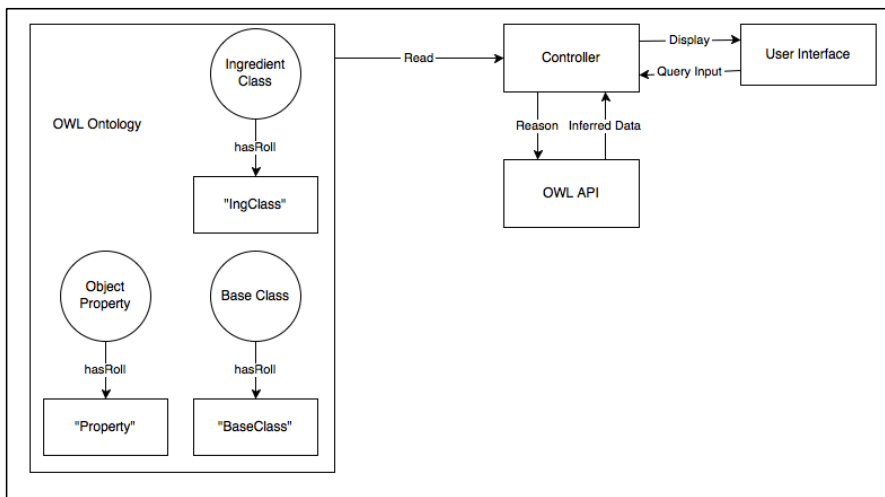 Ingredient
Class
OWL Ontology
hasRoll
"IngClass"
Object
Property
hasRoll
"Property"
Base Class
hasRoll
"BaseClass"
Read
Controller
Display
Query Input
User Interface
Reason
Inferred Data
OWL API